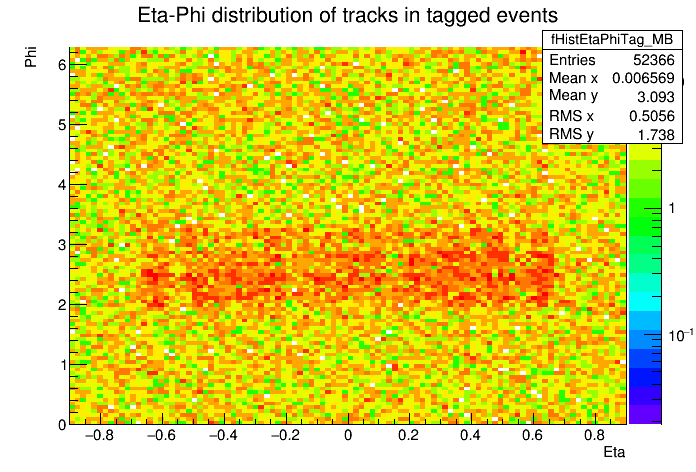 Eta-Phi distribution of tracks in tagged events
fHistEtaPhiTag_MB
Entries 52366
Mean x 0.006569
Mean y 3.093
RMS x 0.5056
RMS y 1.738
Phi
6
5
4
3
2
1
0
1
10⁻¹
−0.8 −0.6 −0.4 −0.2 0 0.2 0.4 0.6 0.8
Eta